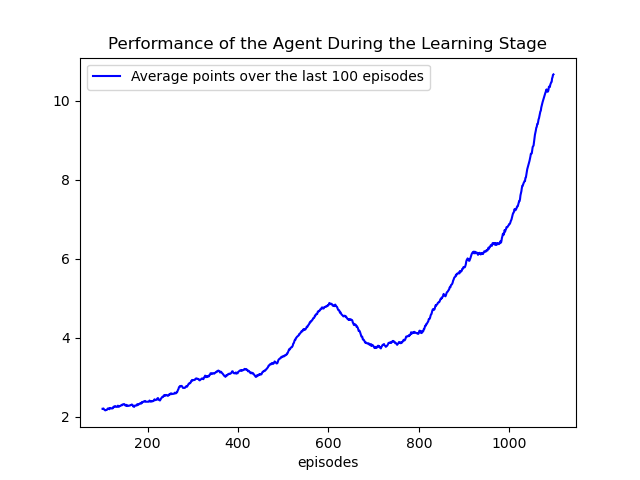 Performance of the Agent During the Learning Stage
Average points over the last 100 episodes
10
8
6
4
2
200 400 600 800 1000
episodes